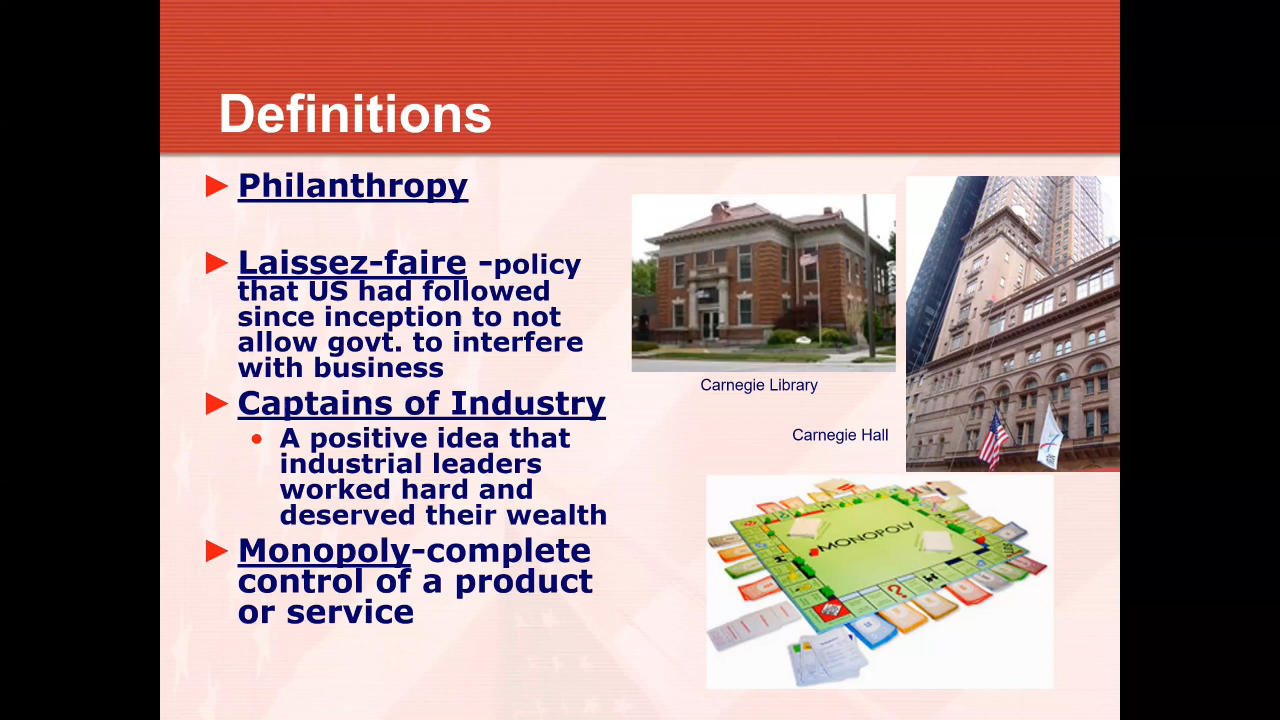 Definitions
► Philanthropy
► Laissez-faire -policy
that US had followed
since inception to not
allow govt. to interfere
with business
► Captains of Industry
• A positive idea that
industrial leaders
worked hard and
deserved their wealth
► Monopoly-complete
control of a product
or service
Carnegie Library
Carnegie Hall
MONOPOLY